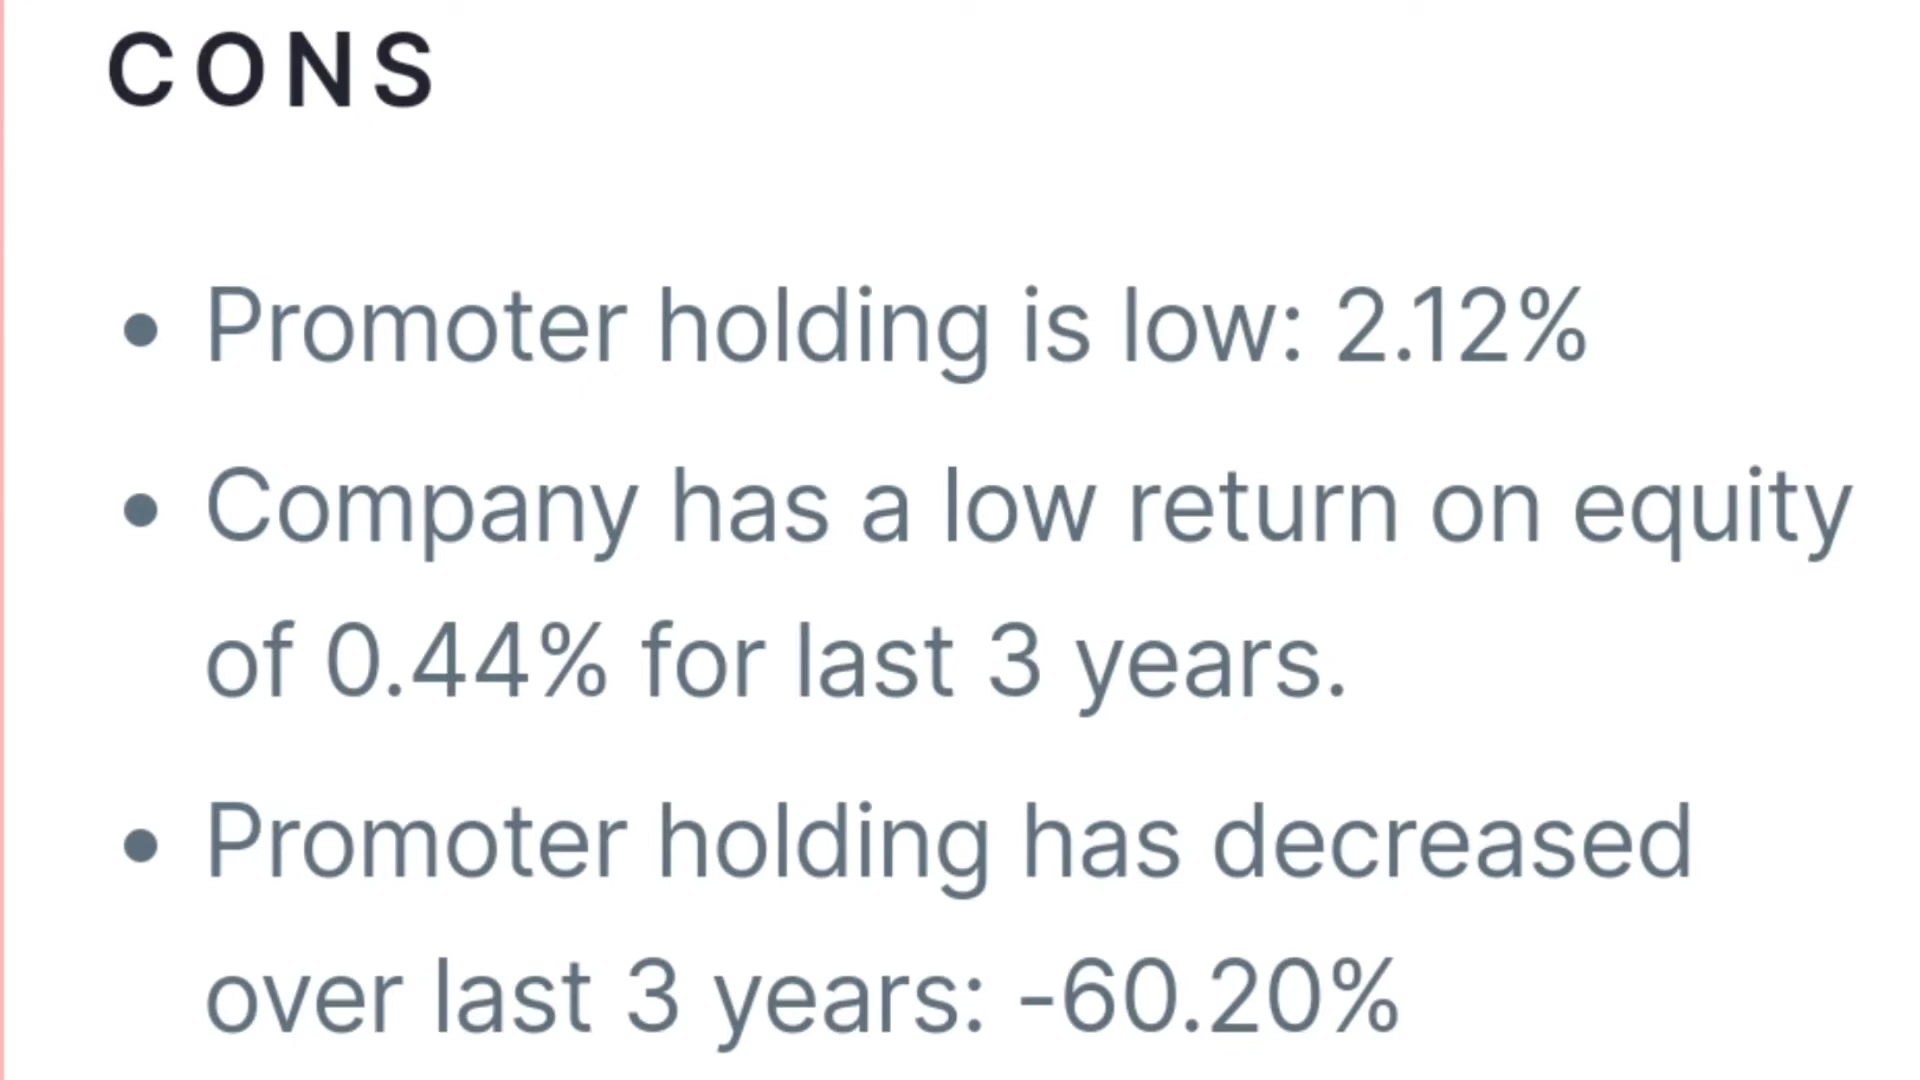 CONS
• Promoter holding is low: 2.12%
• Company has a low return on equity
of 0.44% for last 3 years.
• Promoter holding has decreased
over last 3 years: -60.20%